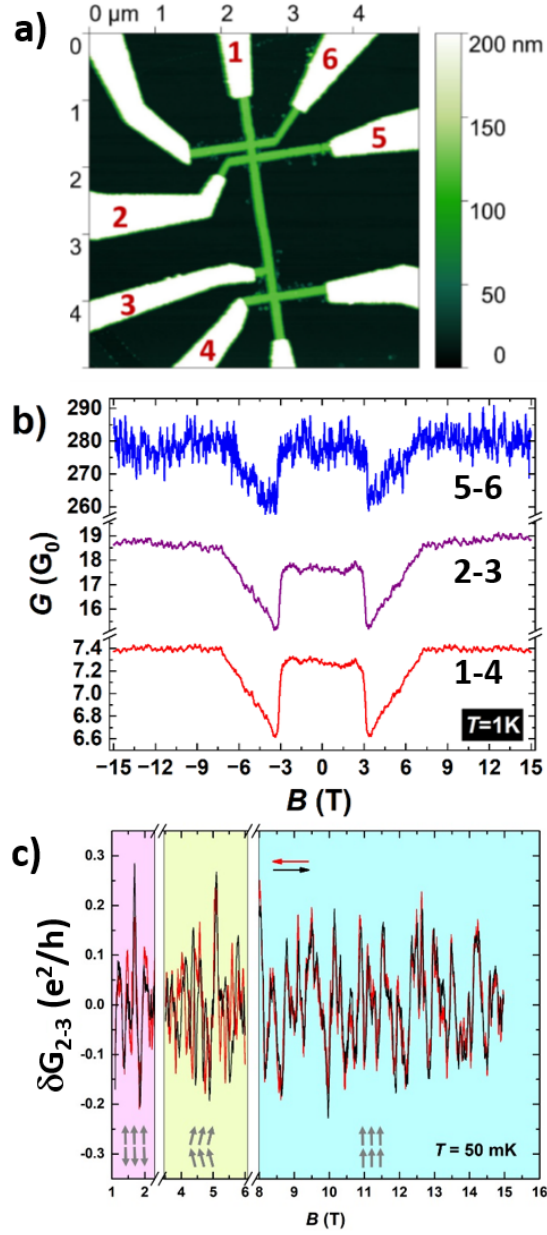 a)
0 μm 1 2 3 4
0
1
2
3
4
1
6
5
2
3
4
200 nm
150
100
50
0
b)
290
280
270
260
19
18
17
16
7.4
7.2
7.0
6.8
6.6
G (G₀)
5-6
2-3
1-4
T=1K
−15 −12 −9 −6 −3 0 3 6 9 12 15
B (T)
c)
0.3
0.2
0.1
0.0
-0.1
-0.2
-0.3
δG₂₋₃ (e²/h)
T = 50 mK
1 2 4 5 6 8 9 10 11 12 13 14 15 16
B (T)